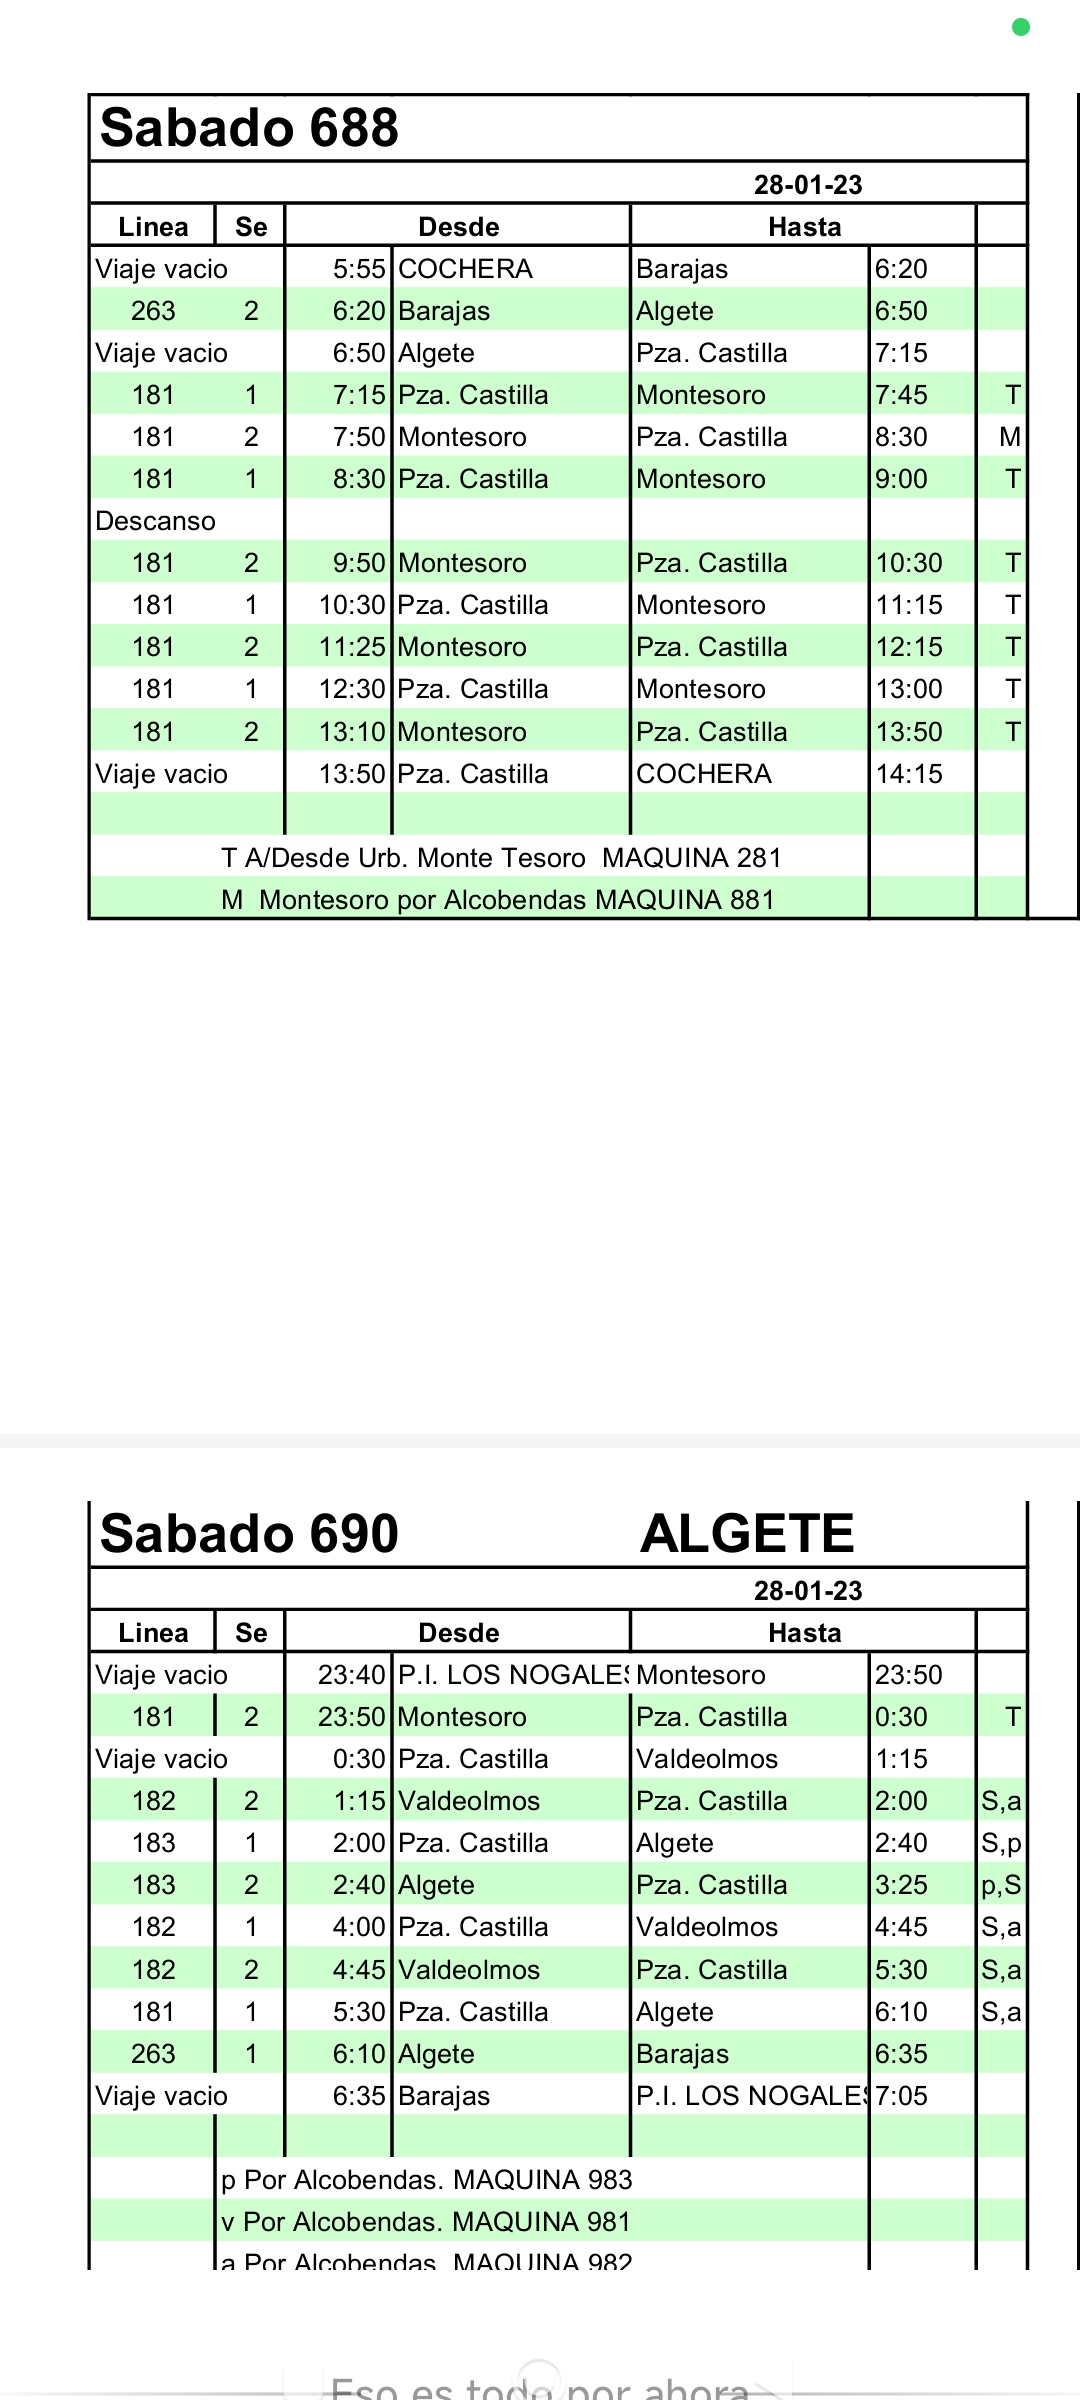 Sabado 688
28-01-23
Linea Se Desde Hasta
Viaje vacio 5:55 COCHERA Barajas 6:20
263 2 6:20 Barajas Algete 6:50
Viaje vacio 6:50 Algete Pza. Castilla 7:15
181 1 7:15 Pza. Castilla Montesoro 7:45 T
181 2 7:50 Montesoro Pza. Castilla 8:30 M
181 1 8:30 Pza. Castilla Montesoro 9:00 T
Descanso
181 2 9:50 Montesoro Pza. Castilla 10:30 T
181 1 10:30 Pza. Castilla Montesoro 11:15 T
181 2 11:25 Montesoro Pza. Castilla 12:15 T
181 1 12:30 Pza. Castilla Montesoro 13:00 T
181 2 13:10 Montesoro Pza. Castilla 13:50 T
Viaje vacio 13:50 Pza. Castilla COCHERA 14:15
T A/Desde Urb. Monte Tesoro MAQUINA 281
M Montesoro por Alcobendas MAQUINA 881
Sabado 690 ALGETE
28-01-23
Linea Se Desde Hasta
Viaje vacio 23:40 P.I. LOS NOGALES Montesoro 23:50
181 2 23:50 Montesoro Pza. Castilla 0:30 T
Viaje vacio 0:30 Pza. Castilla Valdeolmos 1:15
182 2 1:15 Valdeolmos Pza. Castilla 2:00 S,a
183 1 2:00 Pza. Castilla Algete 2:40 S,p
183 2 2:40 Algete Pza. Castilla 3:25 p,S
182 1 4:00 Pza. Castilla Valdeolmos 4:45 S,a
182 2 4:45 Valdeolmos Pza. Castilla 5:30 S,a
181 1 5:30 Pza. Castilla Algete 6:10 S,a
263 1 6:10 Algete Barajas 6:35
Viaje vacio 6:35 Barajas P.I. LOS NOGALES 7:05
p Por Alcobendas. MAQUINA 983
v Por Alcobendas. MAQUINA 981
a Por Alcobendas. MAQUINA 982
Eso es todo por ahora